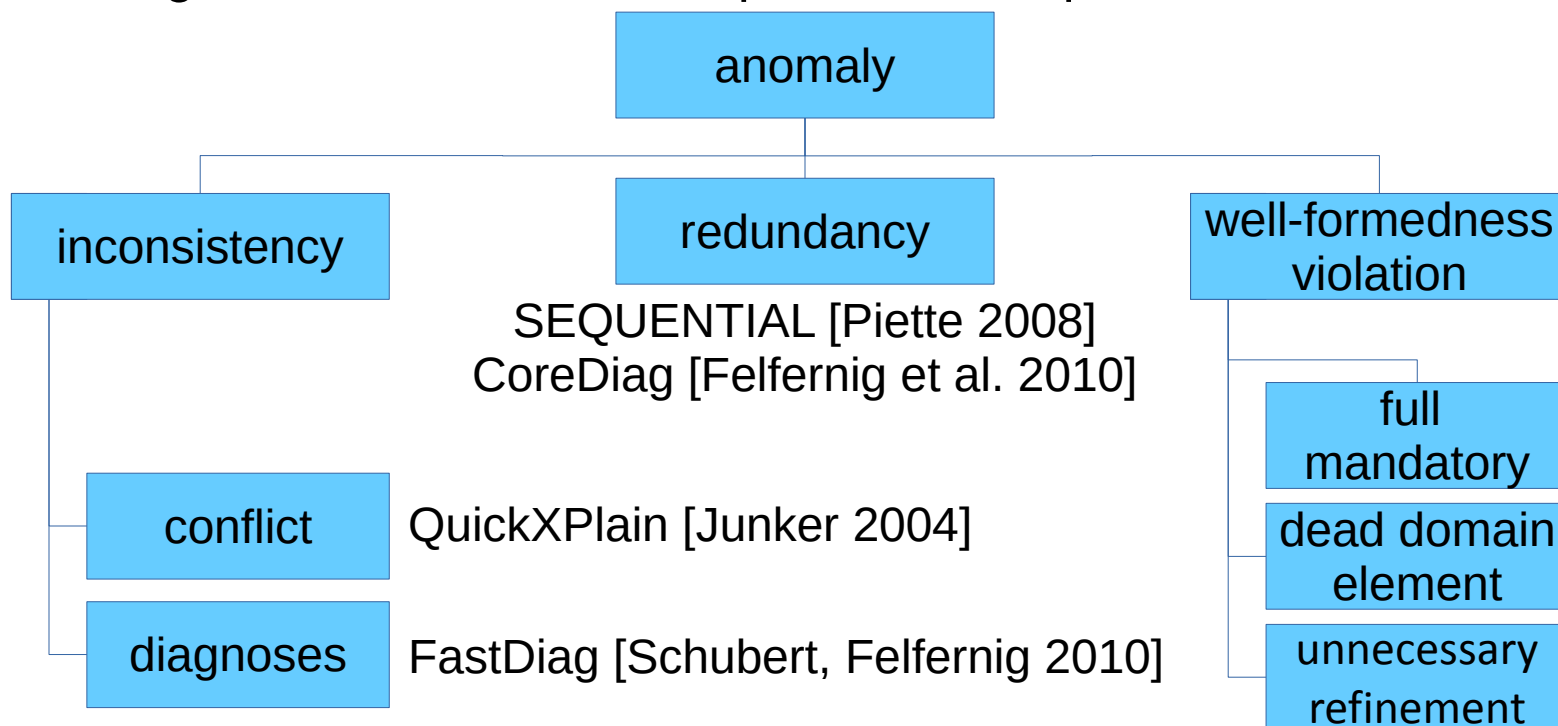 anomaly
inconsistency
redundancy
well-formedness
violation
SEQUENTIAL [Piette 2008]
CoreDiag [Felfernig et al. 2010]
full
mandatory
conflict
QuickXPlain [Junker 2004]
dead domain
element
diagnoses
FastDiag [Schubert, Felfernig 2010]
unnecessary
refinement